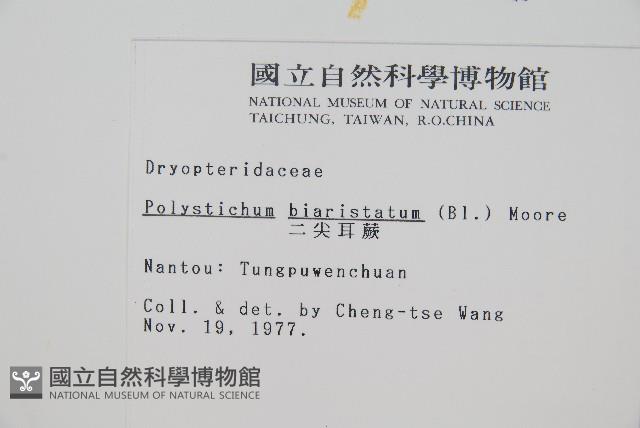 國立自然科學博物館
NATIONAL MUSEUM OF NATURAL SCIENCE
TAICHUNG, TAIWAN, R.O.CHINA
Dryopteridaceae
Polystichum biaristatum (Bl.) Moore
二尖耳蕨
Nantou: Tungpuwenchuan
Coll. & det. by Cheng-tse Wang
Nov. 19, 1977.
國立自然科學博物館
NATIONAL MUSEUM OF NATURAL SCIENCE